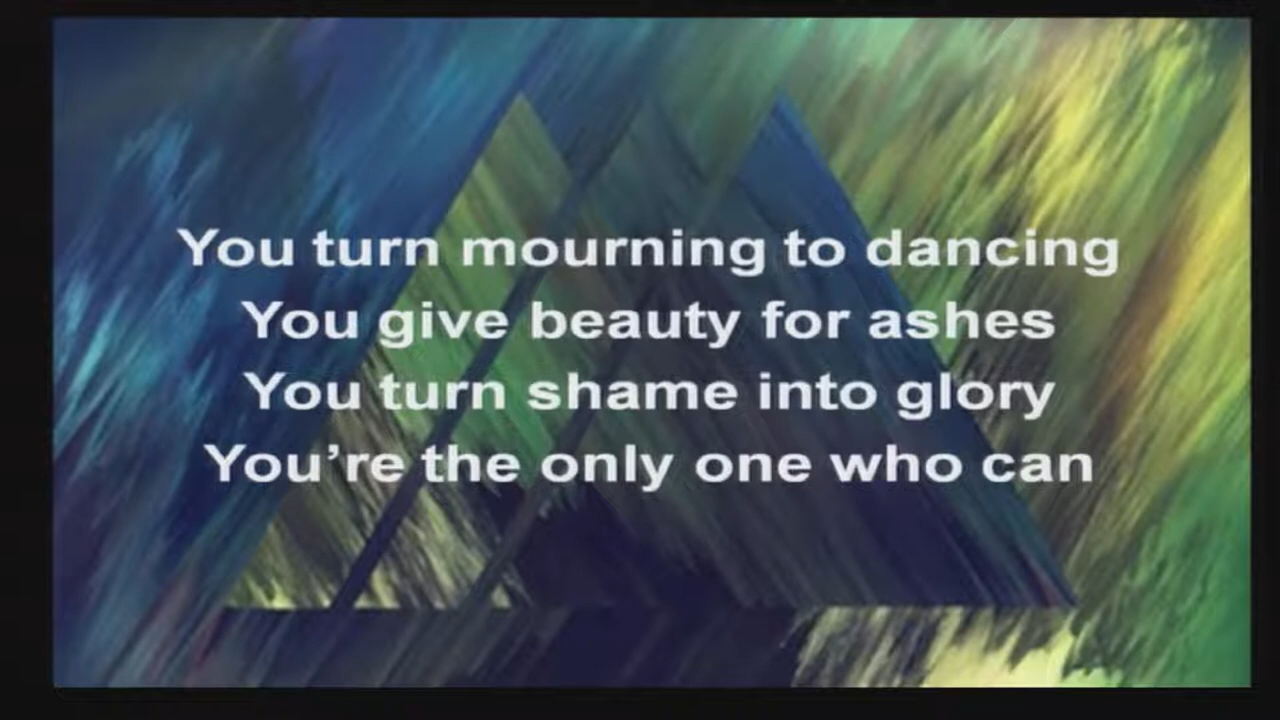 You turn mourning to dancing
You give beauty for ashes
You turn shame into glory
You’re the only one who can